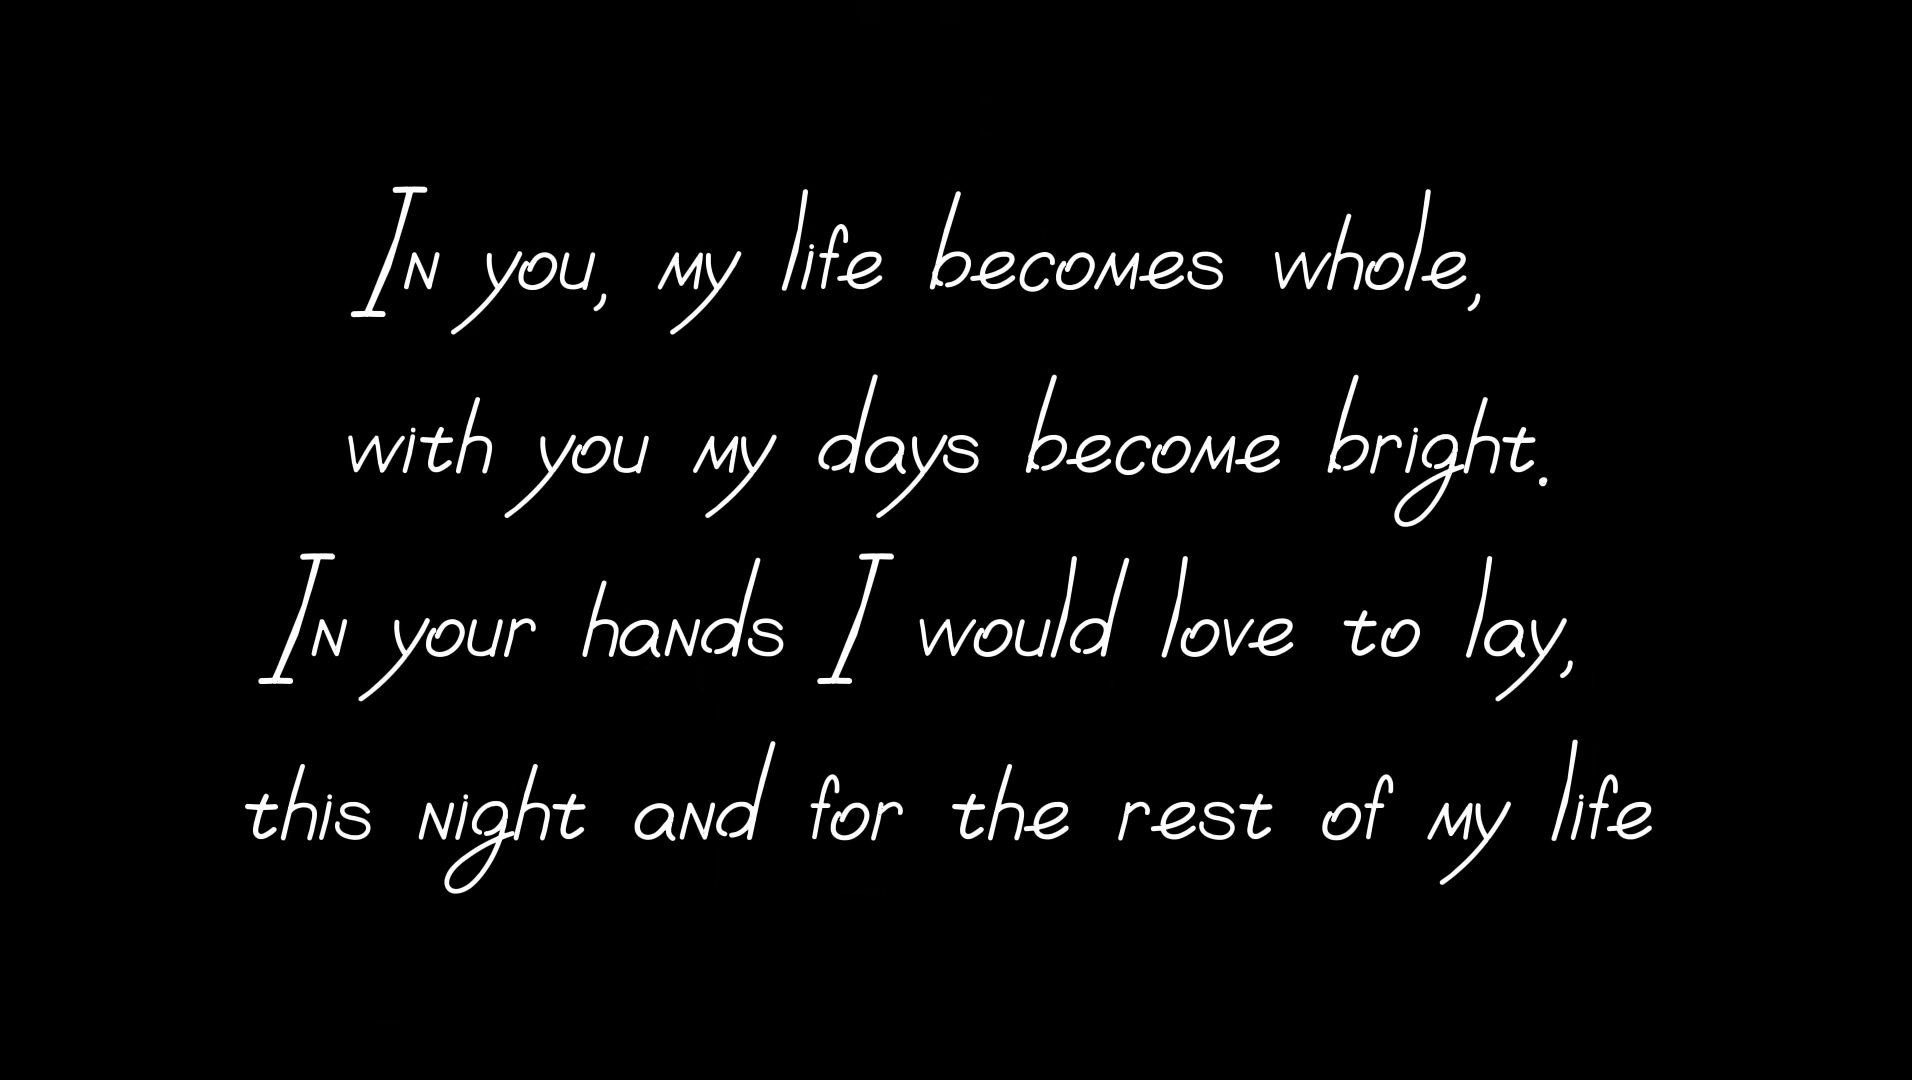 In you, my life becomes whole,
with you my days become bright.
In your hands I would love to lay,
this night and for the rest of my life